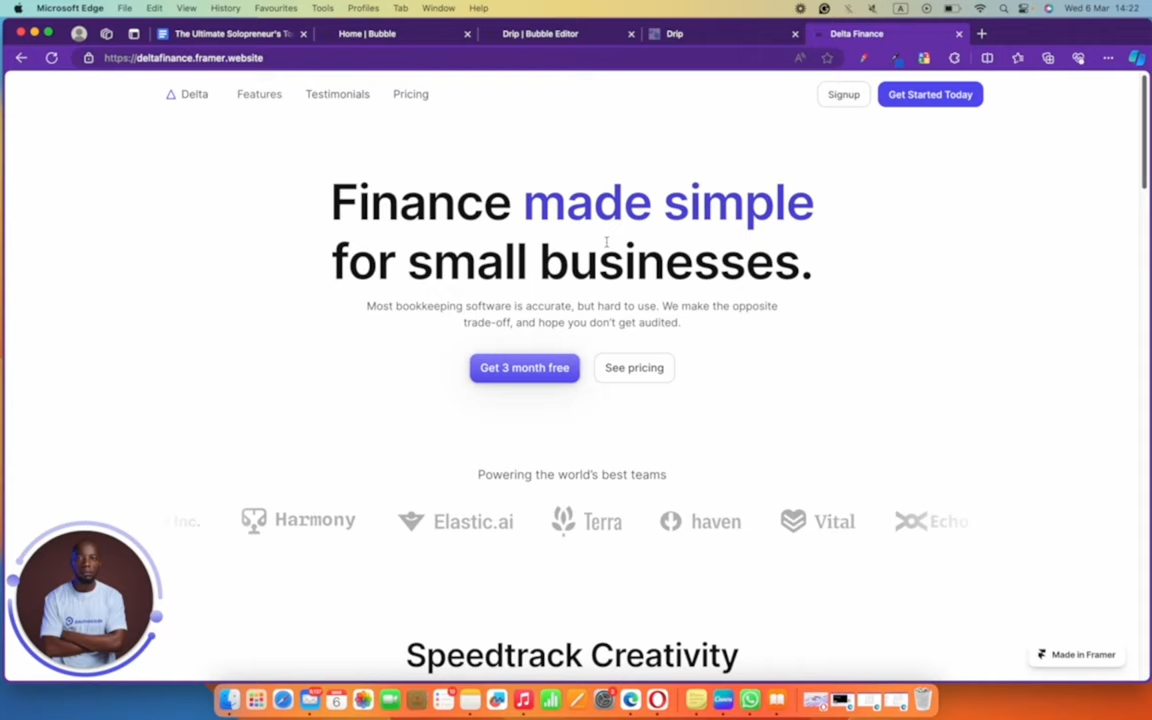 Microsoft Edge File Edit View History Favourites Tools Profiles Tab Window Help
A
Wed 6 Mar 14:22
The Ultimate Solopreneur's To
Home | Bubble
Drip | Bubble Editor
Drip
Delta Finance
https://deltafinance.framer.website
Delta
Features
Testimonials
Pricing
Signup
Get Started Today
Finance made simple
for small businesses.
Most bookkeeping software is accurate, but hard to use. We make the opposite
trade-off, and hope you don't get audited.
Get 3 month free
See pricing
Powering the world's best teams
Inc.
Harmony
Elastic.ai
Terra
haven
Vital
Echo
Speedtrack Creativity
Made in Framer